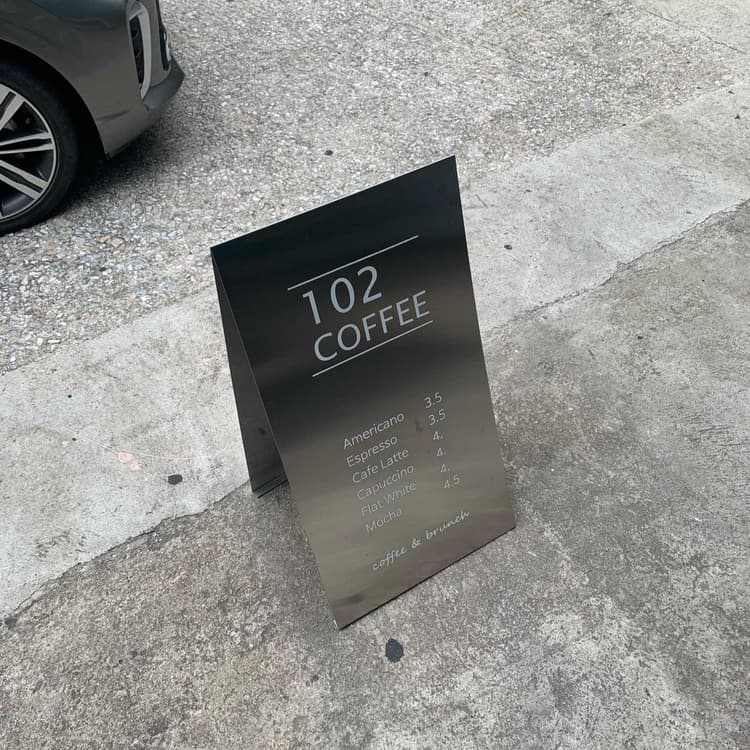 102
COFFEE
Americano 3.5
Espresso 3.5
Cafe Latte 4.
Capuccino 4.
Flat White 4.
Mocha 4.5
coffee & brunch